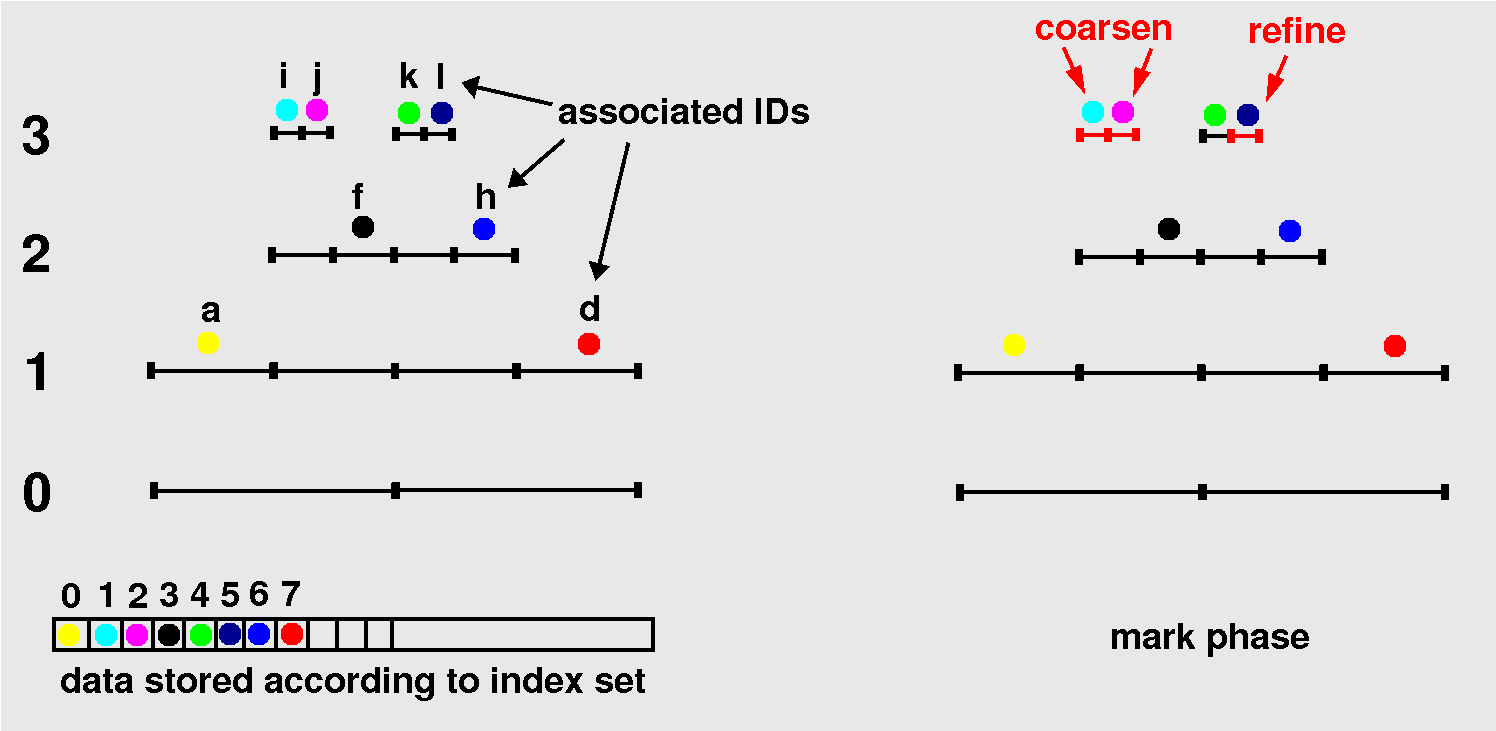 coarsen refine
i j k l
associated IDs
3
f h
2
a d
1
0
0 1 2 3 4 5 6 7
mark phase
data stored according to index set